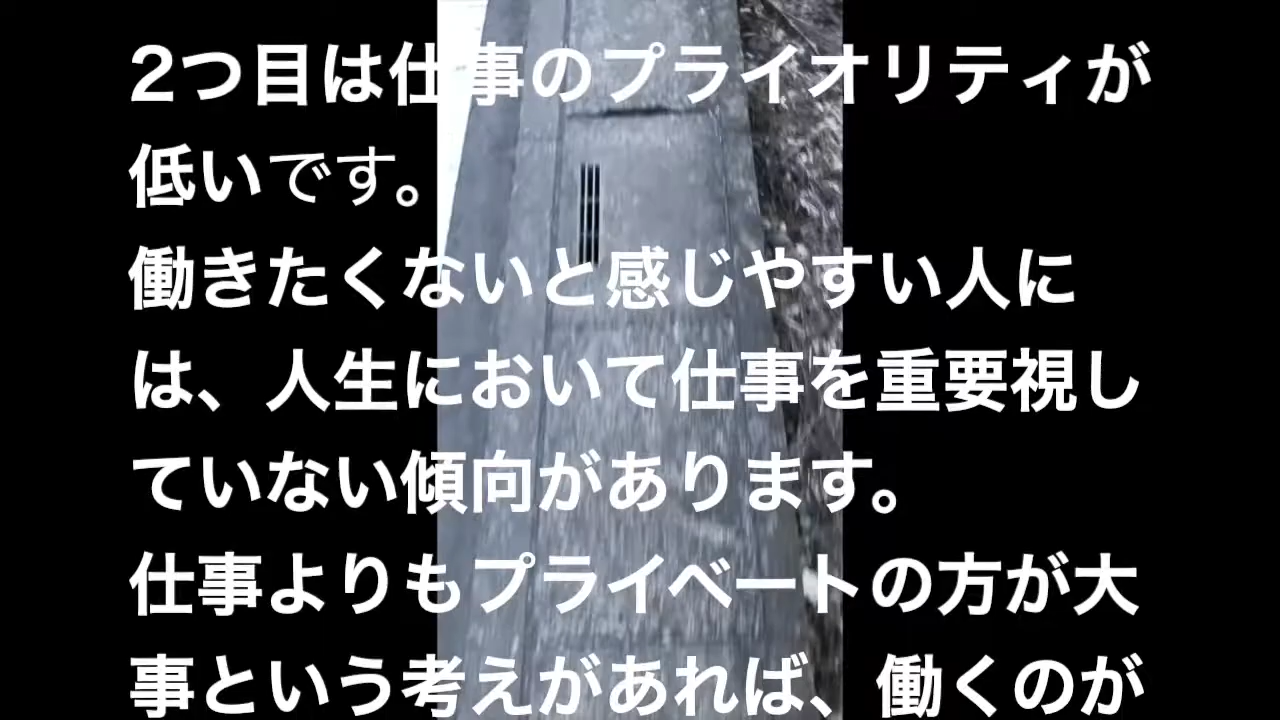 2つ目は仕事のプライオリティが
低いです。
働きたくないと感じやすい人に
は、人生において仕事を重要視し
ていない傾向があります。
仕事よりもプライベートの方が大
事という考えがあれば、働くのが